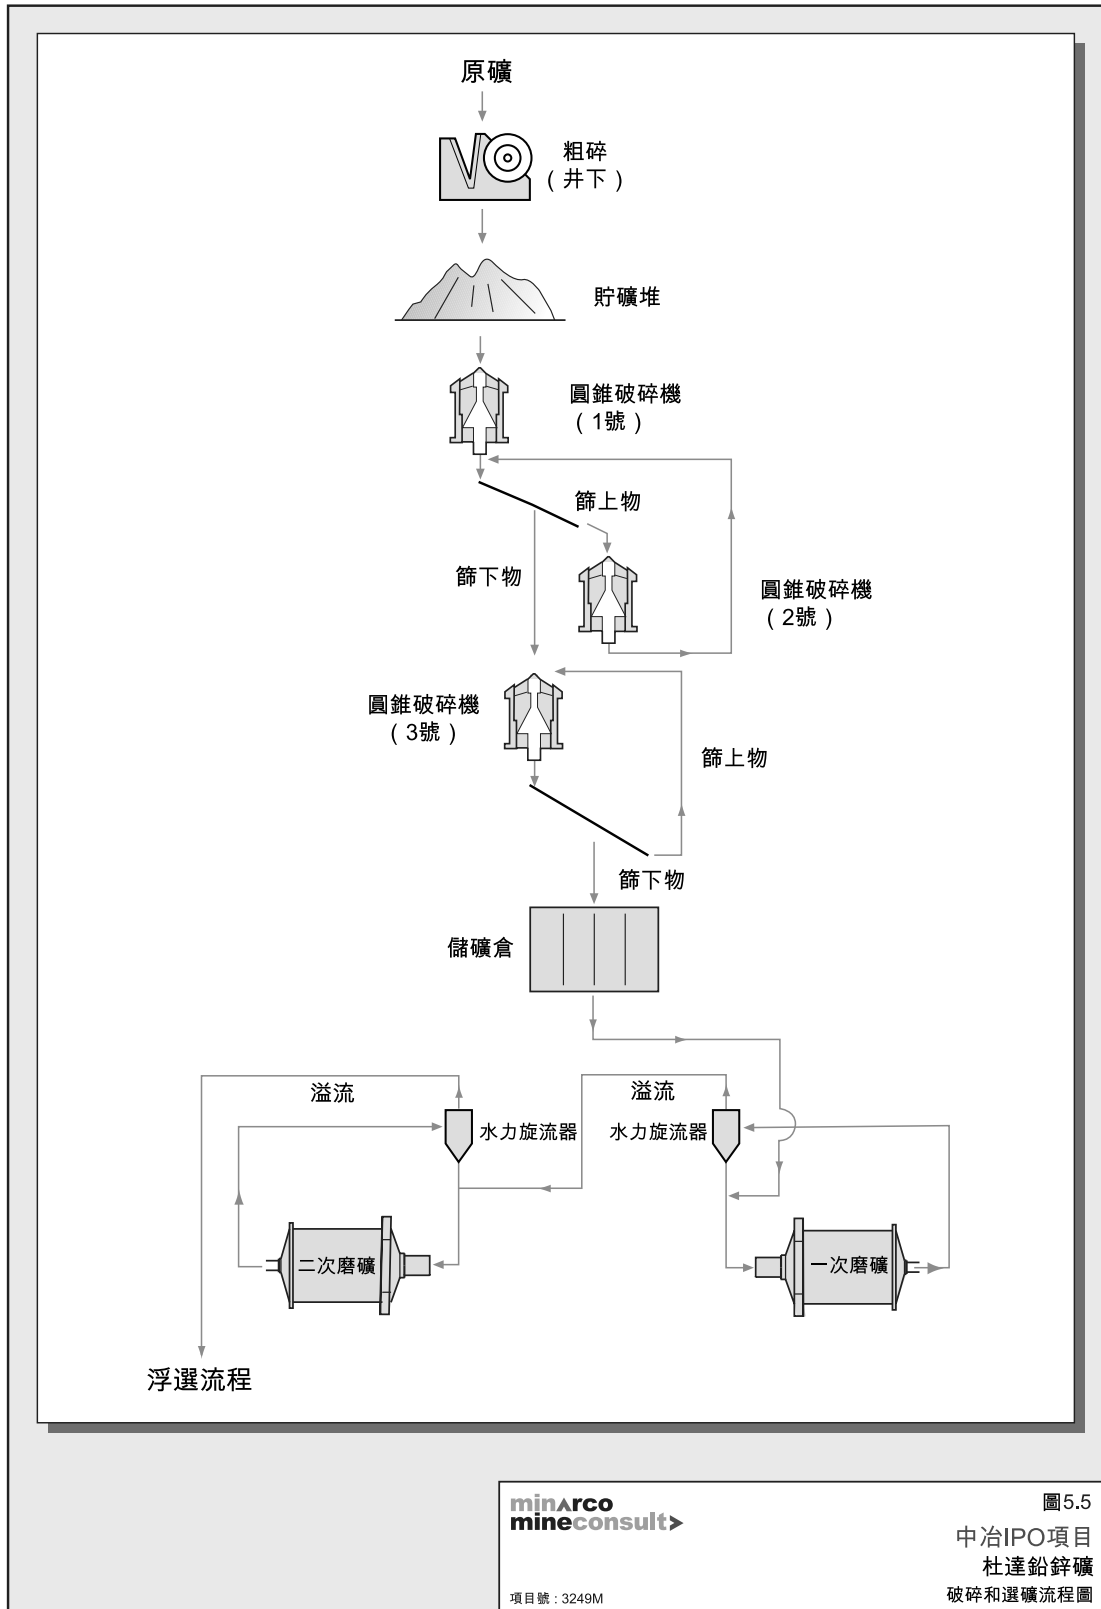 原礦
粗碎
（井下）
貯礦堆
圓錐破碎機
（1號）
篩上物
篩下物
圓錐破碎機
（2號）
圓錐破碎機
（3號）
篩上物
篩下物
儲礦倉
溢流
溢流
水力旋流器
水力旋流器
二次磨礦
一次磨礦
浮選流程
minarco
mineconsult
圖5.5
中冶IPO項目
杜達鉛鋅礦
破碎和選礦流程圖
項目號：3249M